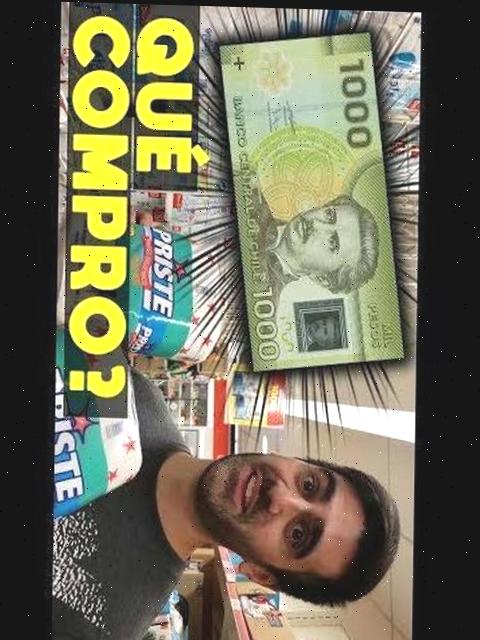 QUÉ
COMPRO?
1000
BANCO CENTRAL DE CHILE
1000
MIL
PESOS
PRISTE
PRISTE